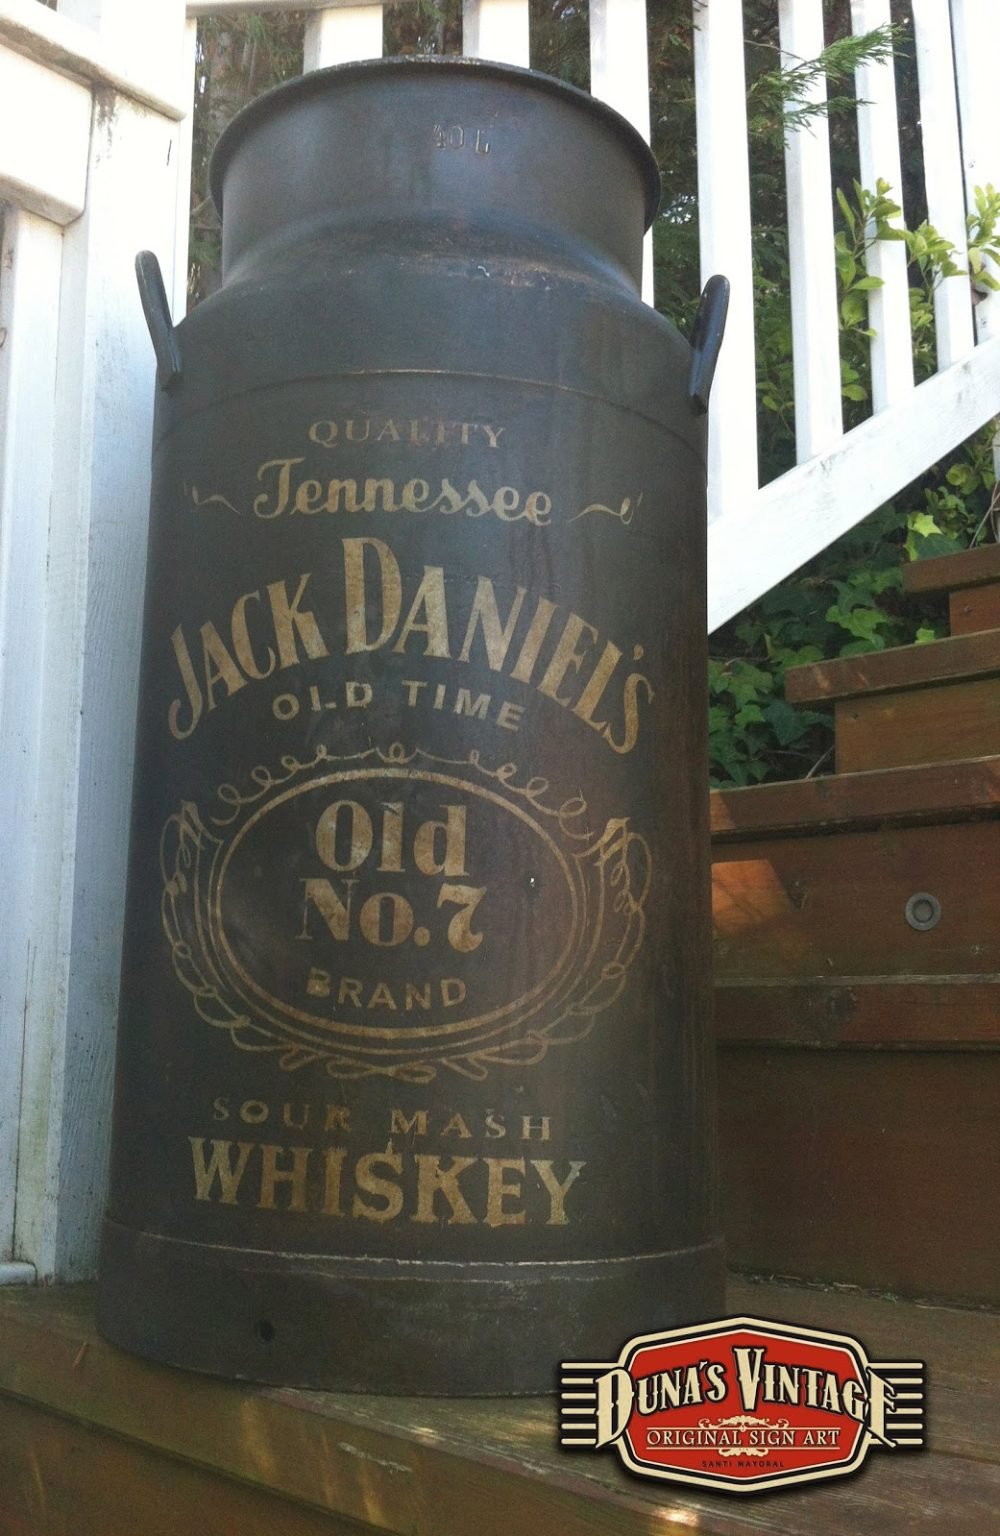 40 L
QUALITY
Tennessee
JACK DANIEL'S
OLD TIME
Old
No.7
BRAND
SOUR MASH
WHISKEY
DUNA'S VINTAGE
ORIGINAL SIGN ART
SANTI MAYORAL